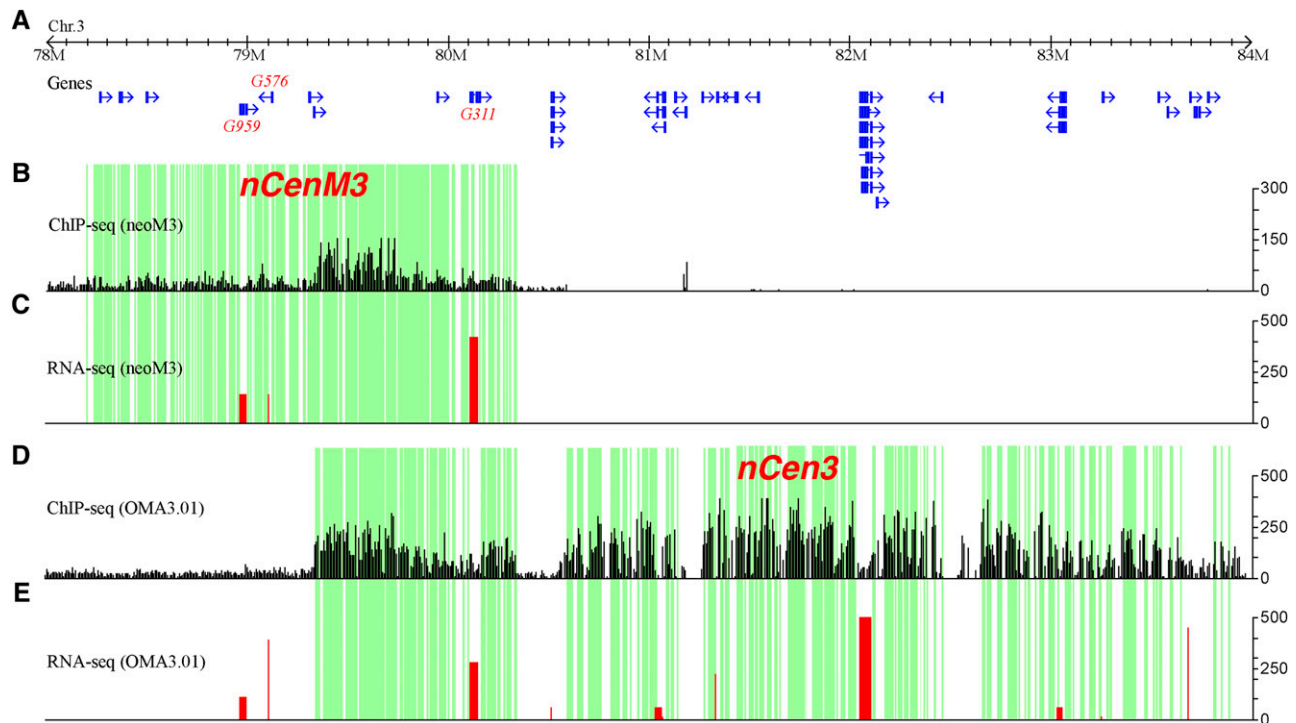 A
Chr.3
78M 79M 80M 81M 82M 83M 84M
Genes
G576
G959
G311
B
nCenM3
ChIP-seq (neoM3)
300
150
0
C
RNA-seq (neoM3)
500
250
0
D
nCen3
ChIP-seq (OMA3.01)
500
250
0
E
RNA-seq (OMA3.01)
500
250
0